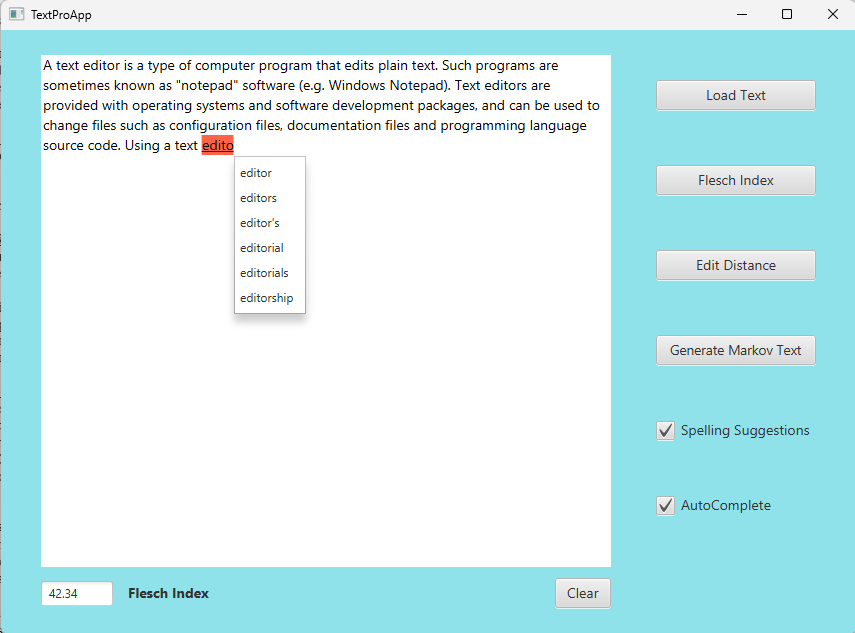 TextProApp
A text editor is a type of computer program that edits plain text. Such programs are
sometimes known as "notepad" software (e.g. Windows Notepad). Text editors are
provided with operating systems and software development packages, and can be used to
change files such as configuration files, documentation files and programming language
source code. Using a text edito
editor
editors
editor's
editorial
editorials
editorship
Load Text
Flesch Index
Edit Distance
Generate Markov Text
Spelling Suggestions
AutoComplete
42.34
Flesch Index
Clear